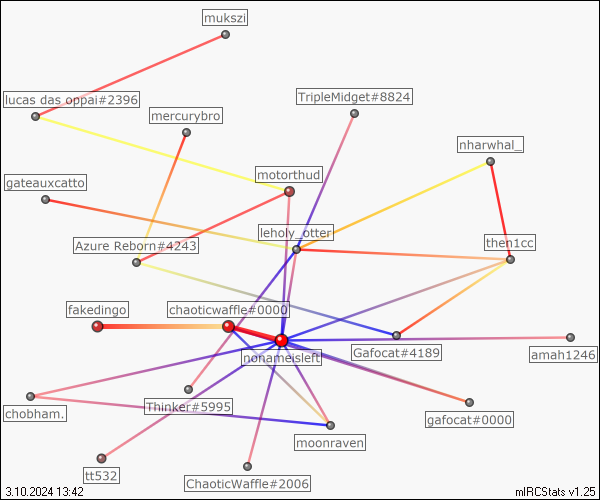 mukszi
lucas das oppai#2396
TripleMidget#8824
mercurybro
nharwhal_
motorthud
gateauxcatto
leholy_otter
Azure Reborn#4243
then1cc
fakedingo
chaoticwaffle#0000
nonameisleft
Gafocat#4189
amah1246
Thinker#5995
chobham.
gafocat#0000
moonraven
tt532
ChaoticWaffle#2006
3.10.2024 13:42
mIRCStats v1.25